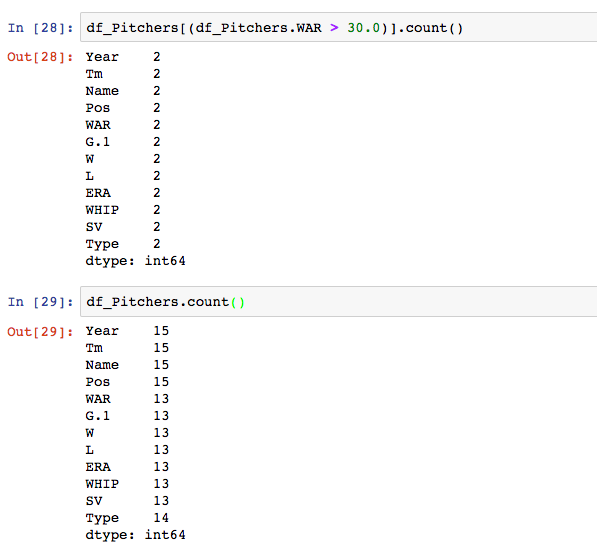 In [28]: df_Pitchers[(df_Pitchers.WAR > 30.0)].count()
Out[28]: Year 2
Tm 2
Name 2
Pos 2
WAR 2
G.1 2
W 2
L 2
ERA 2
WHIP 2
SV 2
Type 2
dtype: int64
In [29]: df_Pitchers.count()
Out[29]: Year 15
Tm 15
Name 15
Pos 15
WAR 13
G.1 13
W 13
L 13
ERA 13
WHIP 13
SV 13
Type 14
dtype: int64